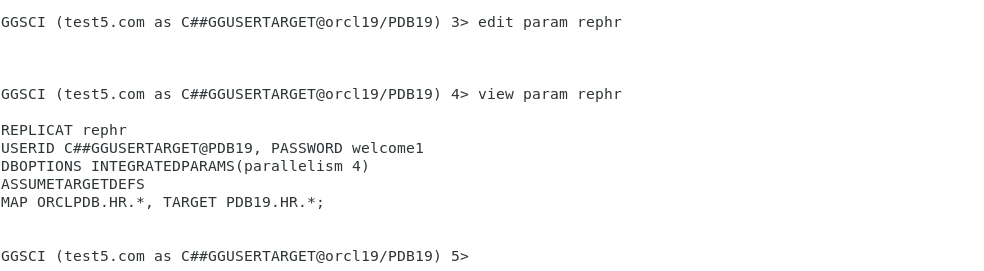 GGSCI (test5.com as C##GGUSERTARGET@orcl19/PDB19) 3> edit param rephr
GGSCI (test5.com as C##GGUSERTARGET@orcl19/PDB19) 4> view param rephr
REPLICAT rephr
USERID C##GGUSERTARGET@PDB19, PASSWORD welcome1
DBOPTIONS INTEGRATEDPARAMS(parallelism 4)
ASSUMETARGETDEFS
MAP ORCLPDB.HR.*, TARGET PDB19.HR.*;
GGSCI (test5.com as C##GGUSERTARGET@orcl19/PDB19) 5>